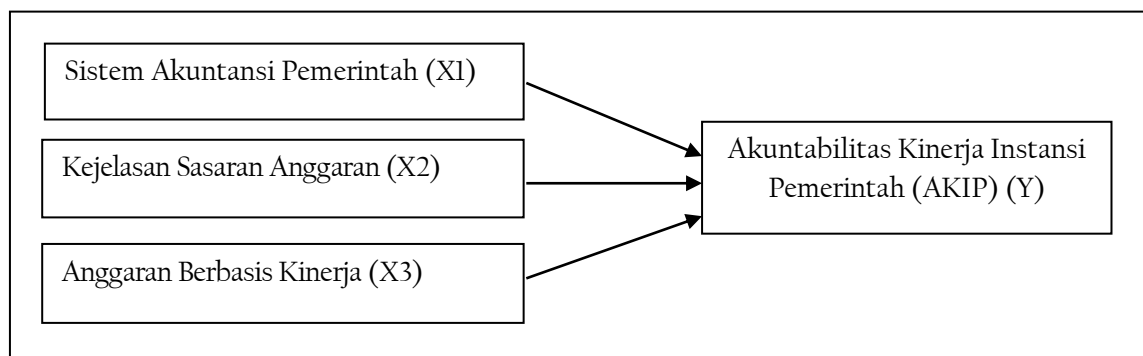 Sistem Akuntansi Pemerintah (X1)
Kejelasan Sasaran Anggaran (X2)
Anggaran Berbasis Kinerja (X3)
Akuntabilitas Kinerja Instansi
Pemerintah (AKIP) (Y)